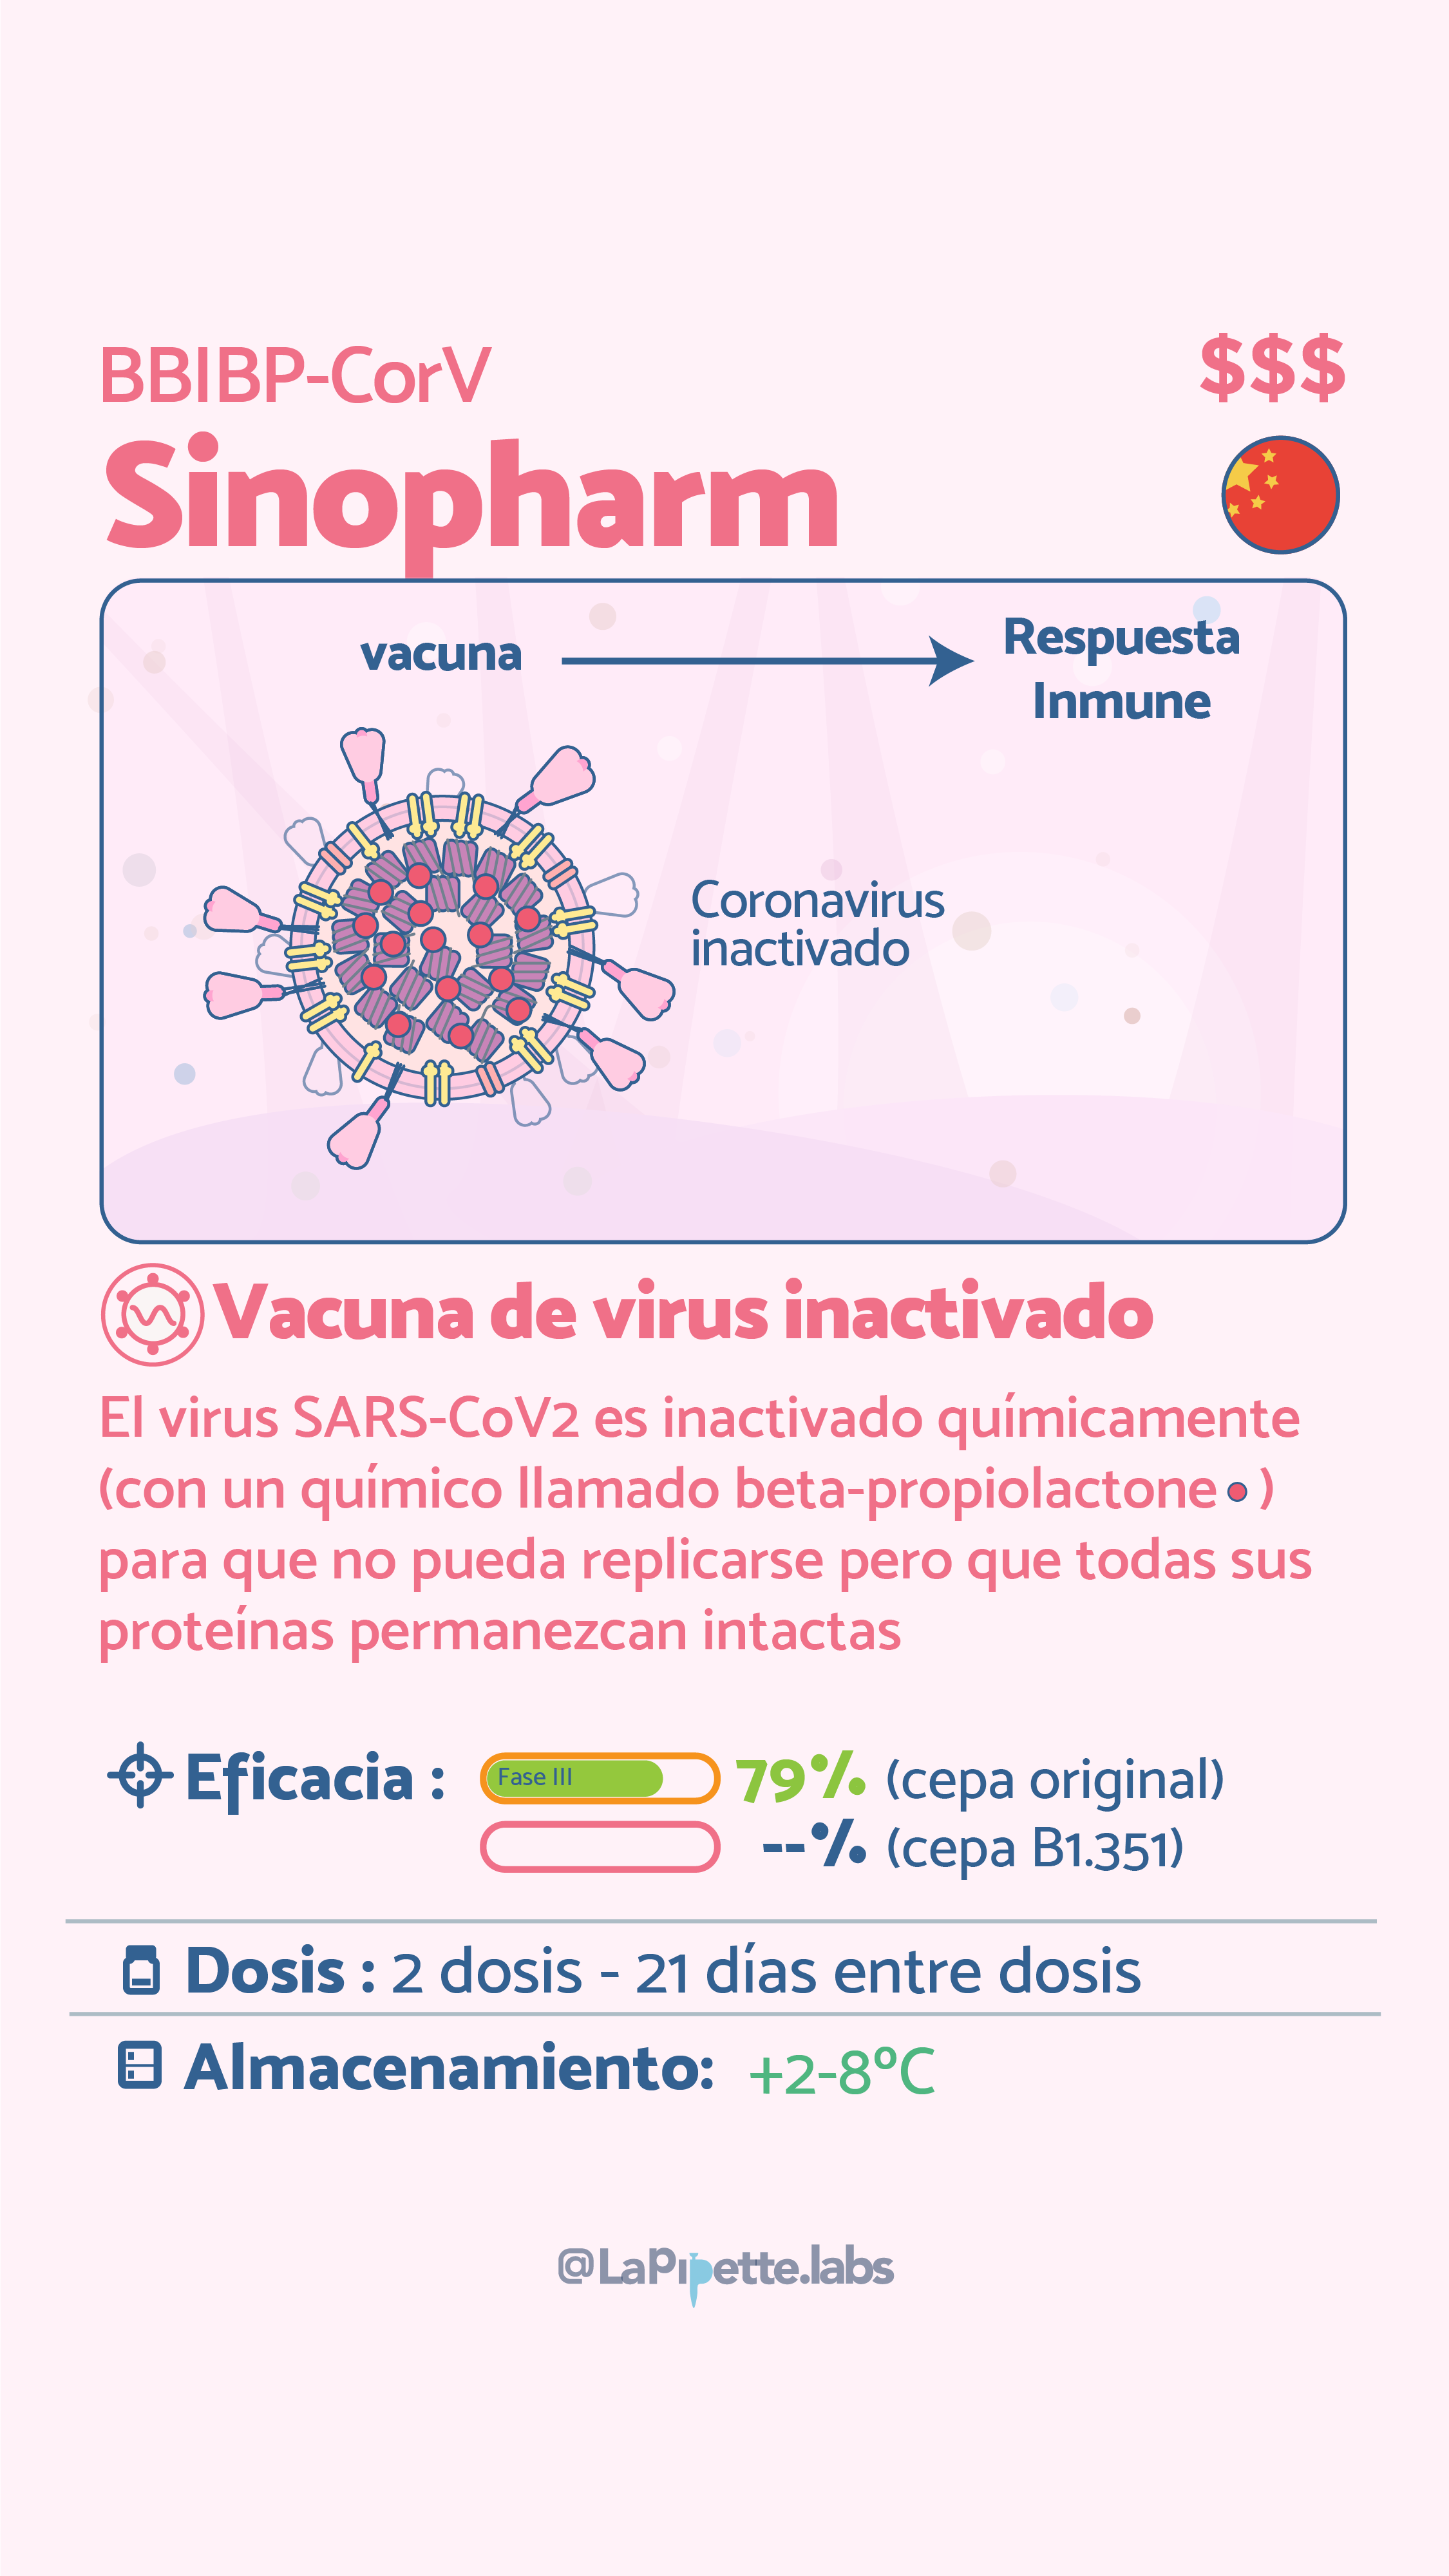 BBIBP-CorV
$$$
Sinopharm
vacuna
Respuesta
Inmune
Coronavirus
inactivado
Vacuna de virus inactivado
El virus SARS-CoV2 es inactivado químicamente
(con un químico llamado beta-propiolactone )
para que no pueda replicarse pero que todas sus
proteínas permanezcan intactas
Eficacia : Fase III 79% (cepa original)
--% (cepa B1.351)
Dosis : 2 dosis - 21 días entre dosis
Almacenamiento: +2-8ºC
@LaPipette.labs